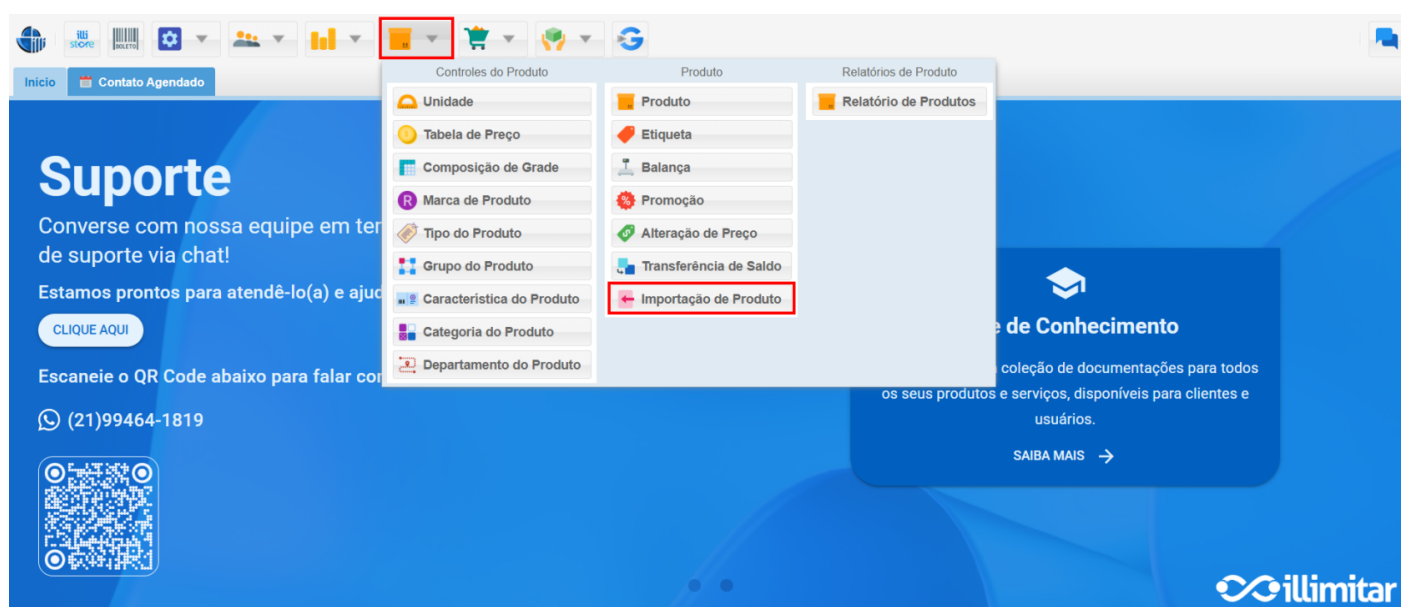 illi
store
BOLETO
Inicio
Contato Agendado
Controles do Produto
Unidade
Tabela de Preço
Composição de Grade
Marca de Produto
Tipo do Produto
Grupo do Produto
Característica do Produto
Categoria do Produto
Departamento do Produto
Produto
Produto
Etiqueta
Balança
Promoção
Alteração de Preço
Transferência de Saldo
Importação de Produto
Relatórios de Produto
Relatório de Produtos
Suporte
Converse com nossa equipe em
de suporte via chat!
Estamos prontos para atendê-lo(a) e
CLIQUE AQUI
Escaneie o QR Code abaixo para falar
(21)99464-1819
de Conhecimento
coleção de documentações para todos
os seus produtos e serviços, disponíveis para clientes e
usuários.
SAIBA MAIS →
illimitar